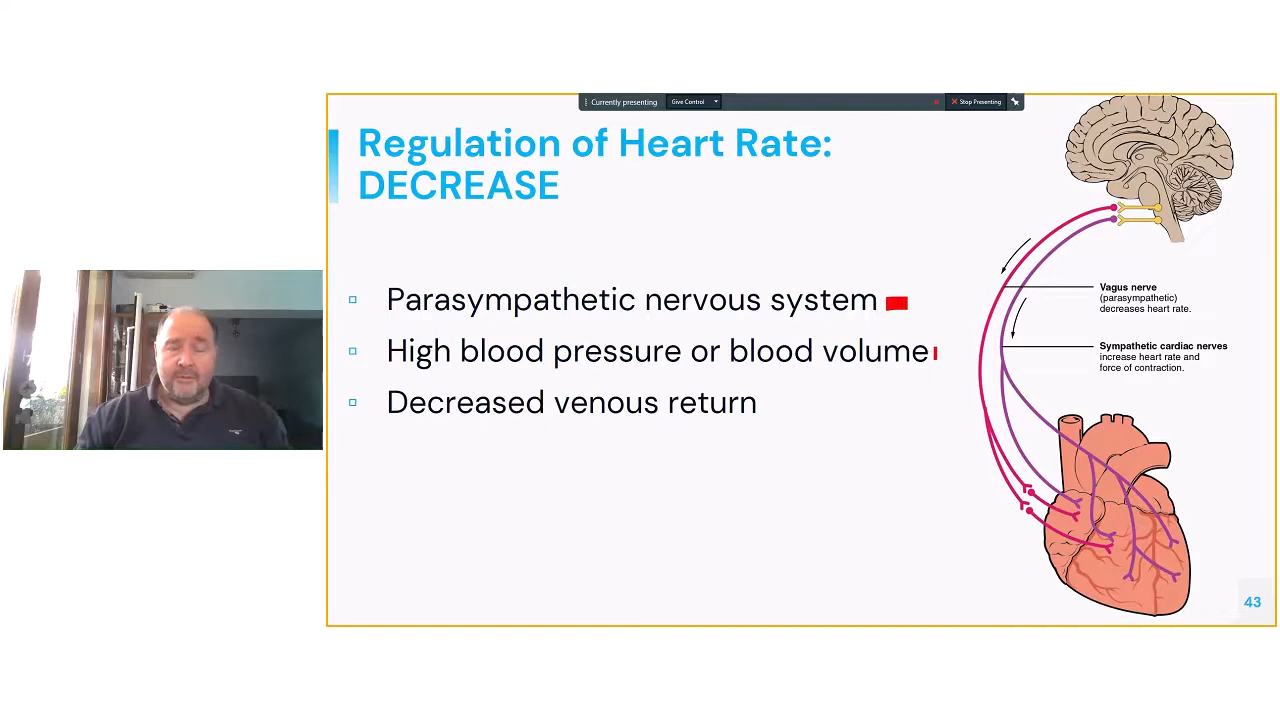 Currently presenting
Give Control
Stop Presenting
Regulation of Heart Rate:
DECREASE
Parasympathetic nervous system
High blood pressure or blood volume
Decreased venous return
Vagus nerve
(parasympathetic)
decreases heart rate.
Sympathetic cardiac nerves
increase heart rate and
force of contraction.
43